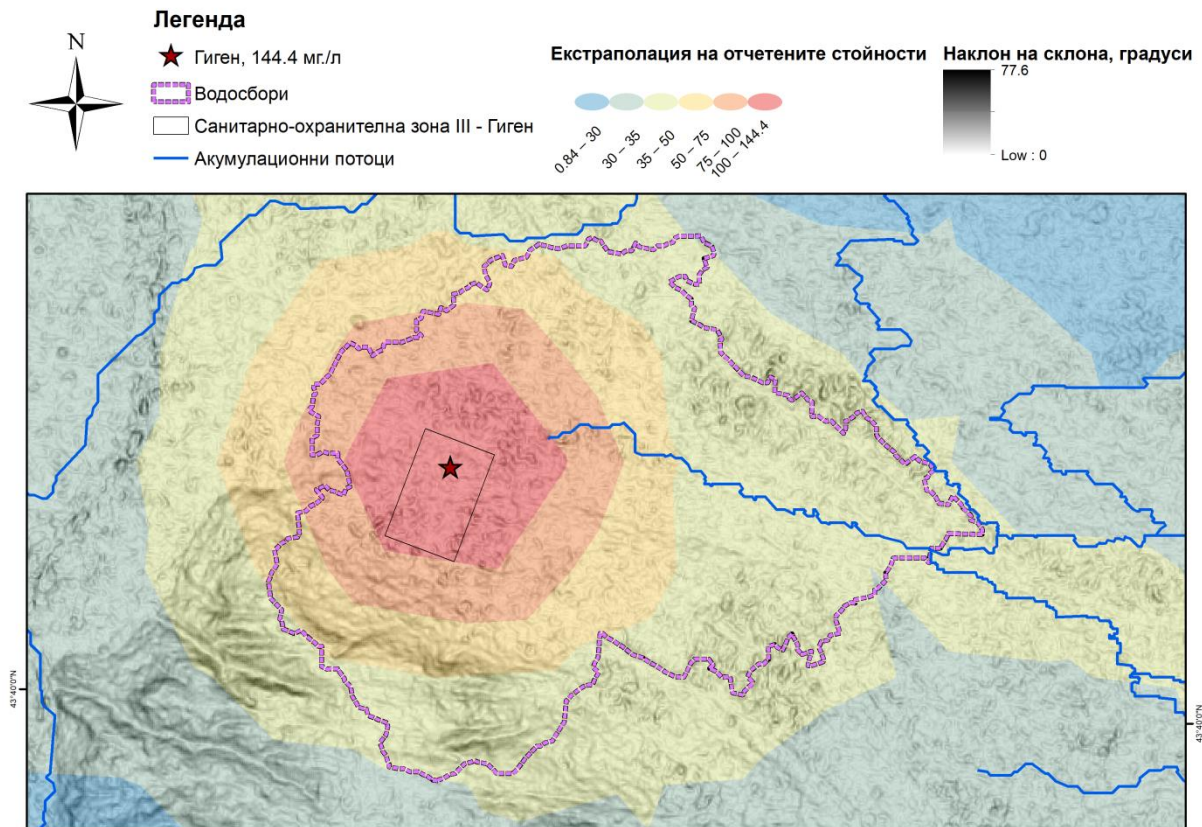 Легенда
N
Гиген, 144.4 мг./л
Водосбори
Санитарно-охранителна зона III - Гиген
Акумулационни потоци
Екстраполация на отчетените стойности
0.84 – 30
30 – 35
35 – 50
50 – 75
75 – 100
100 – 144.4
Наклон на склона, градуси
77.6
Low : 0
43°40'0"N
43°40'0"N